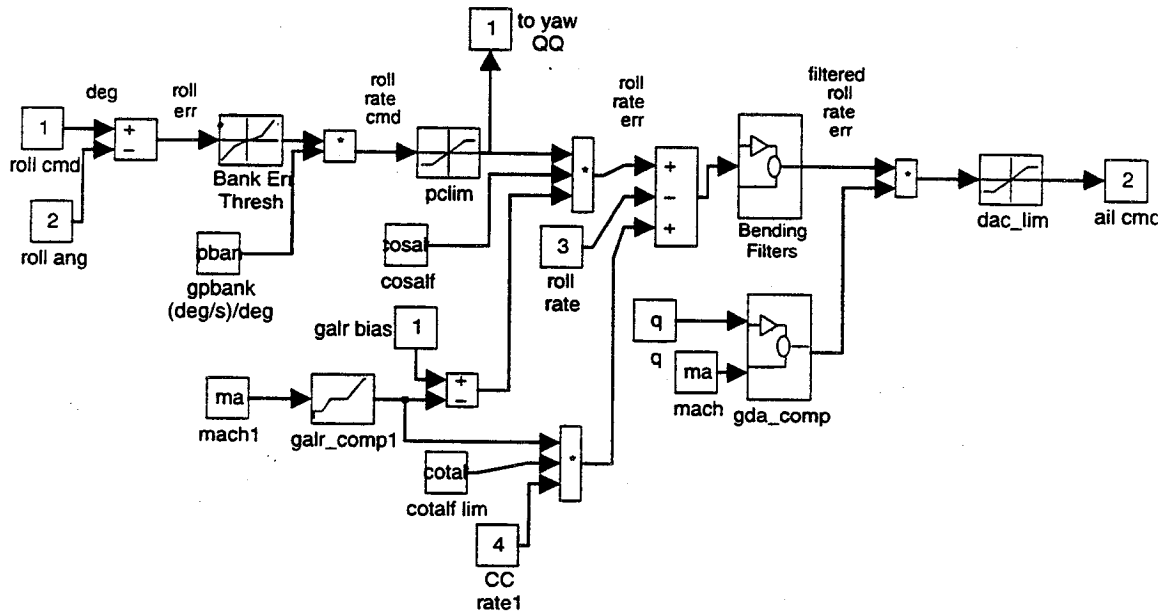 1
to yaw
QQ
deg
roll
err
roll
rate
cmd
roll
rate
err
filtered
roll
rate
err
1
+
−
*
*
+
−
+
*
2
roll cmd
Bank Err
Thresh
pclim
Bending
Filters
dac_lim
ail cmd
2
roll ang
pban
gpbank
(deg/s)/deg
cosal
cosalf
3
roll
rate
galr bias
1
q
q
ma
mach
gda_comp
+
−
ma
mach1
galr_comp1
*
cotal
cotalf lim
4
CC
rate1